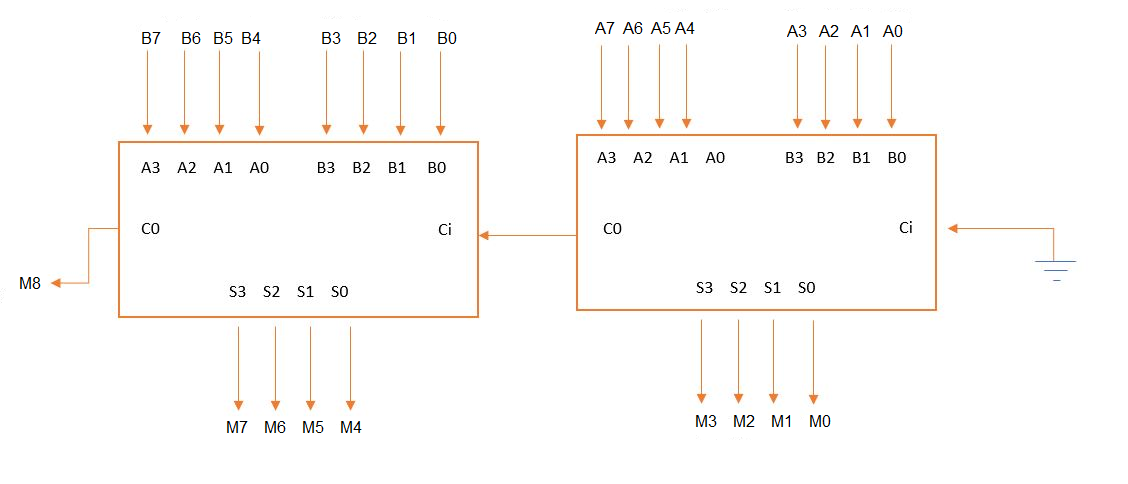 B7 B6 B5 B4 B3 B2 B1 B0
A7 A6 A5 A4 A3 A2 A1 A0
A3 A2 A1 A0 B3 B2 B1 B0
A3 A2 A1 A0 B3 B2 B1 B0
C0 Ci
C0 Ci
M8
S3 S2 S1 S0
S3 S2 S1 S0
M7 M6 M5 M4
M3 M2 M1 M0